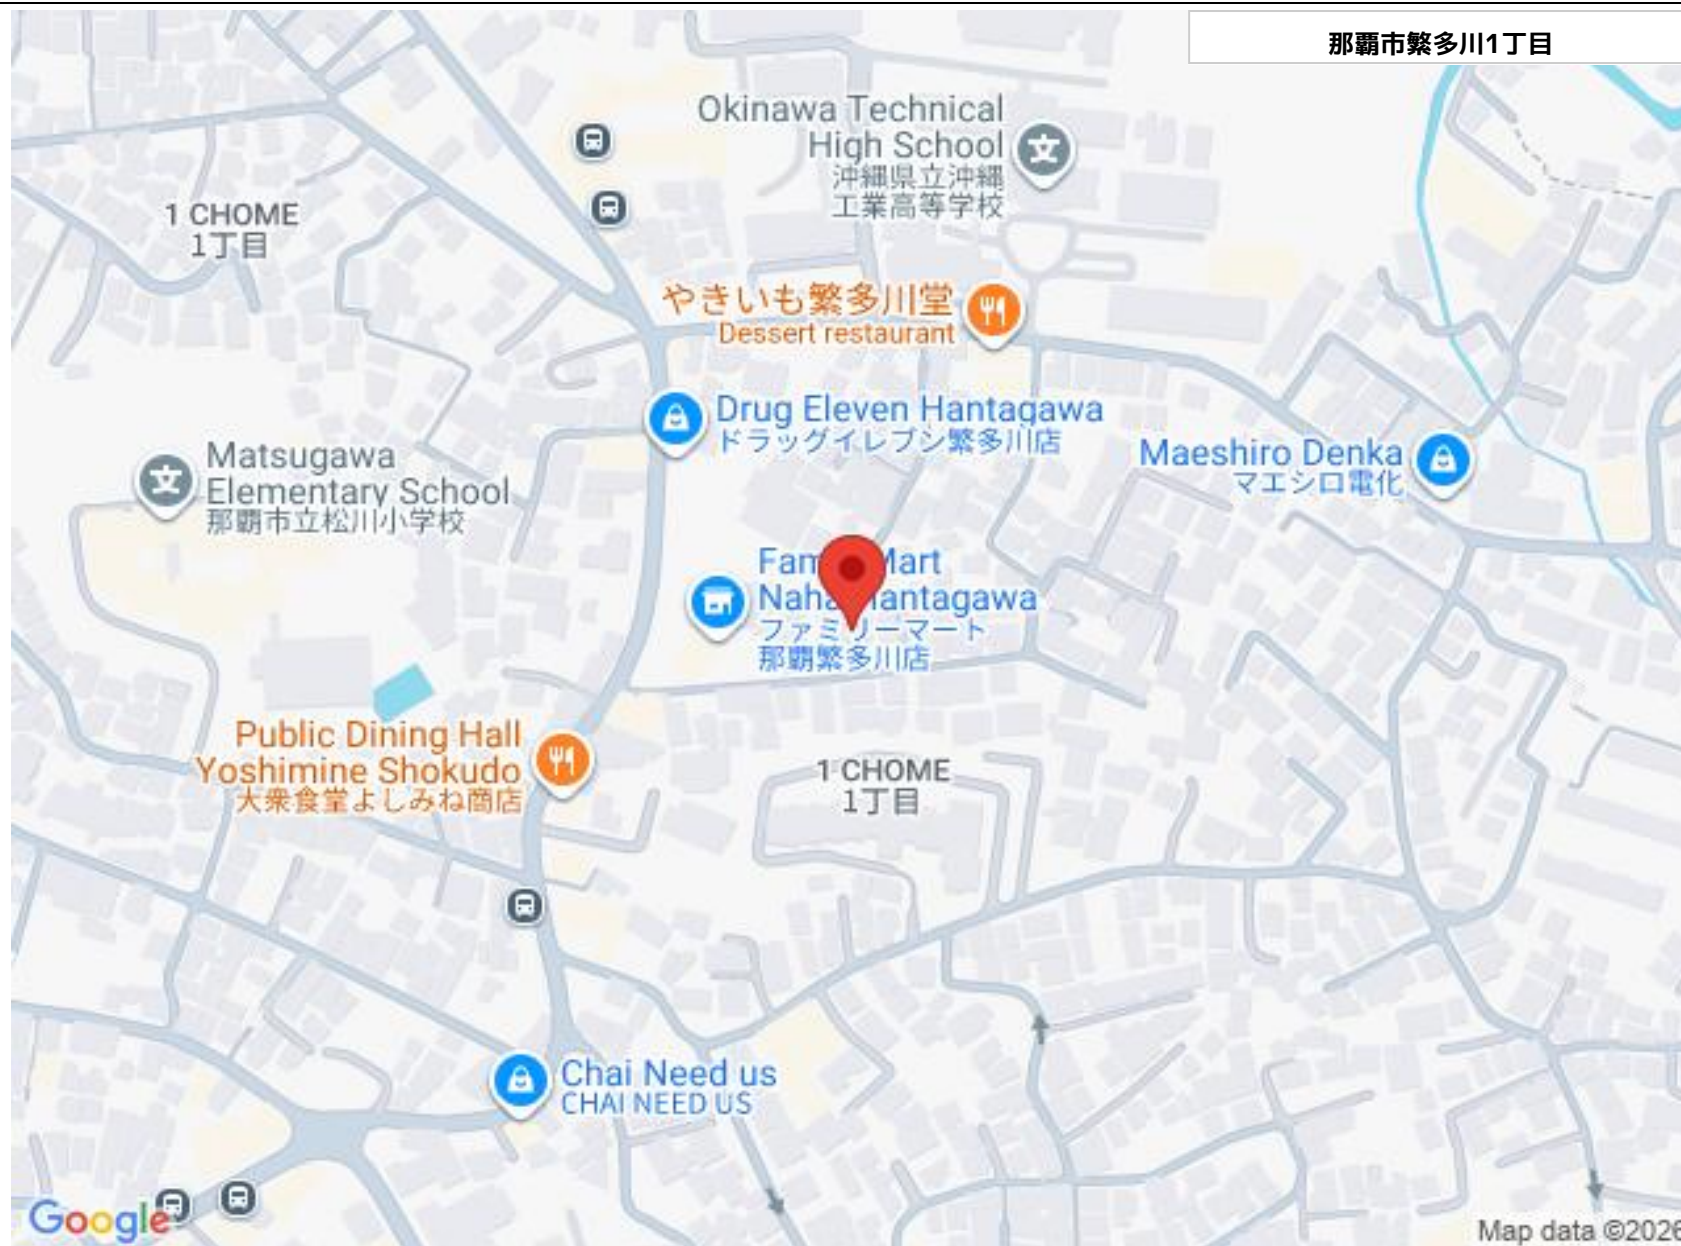 那覇市繁多川1丁目
Okinawa Technical
High School
沖縄県立沖縄
工業高等学校
1 CHOME
1丁目
やきいも繁多川堂
Dessert restaurant
Drug Eleven Hantagawa
ドラッグイレブン繁多川店
Maeshiro Denka
マエシロ電化
Matsugawa
Elementary School
那覇市立松川小学校
Mart
Naha antagawa
ファミリーマート
那覇繁多川店
Public Dining Hall
Yoshimine Shokudo
大衆食堂よしみね商店
1 CHOME
1丁目
Chai Need us
CHAI NEED US
Google
Map data ©2026